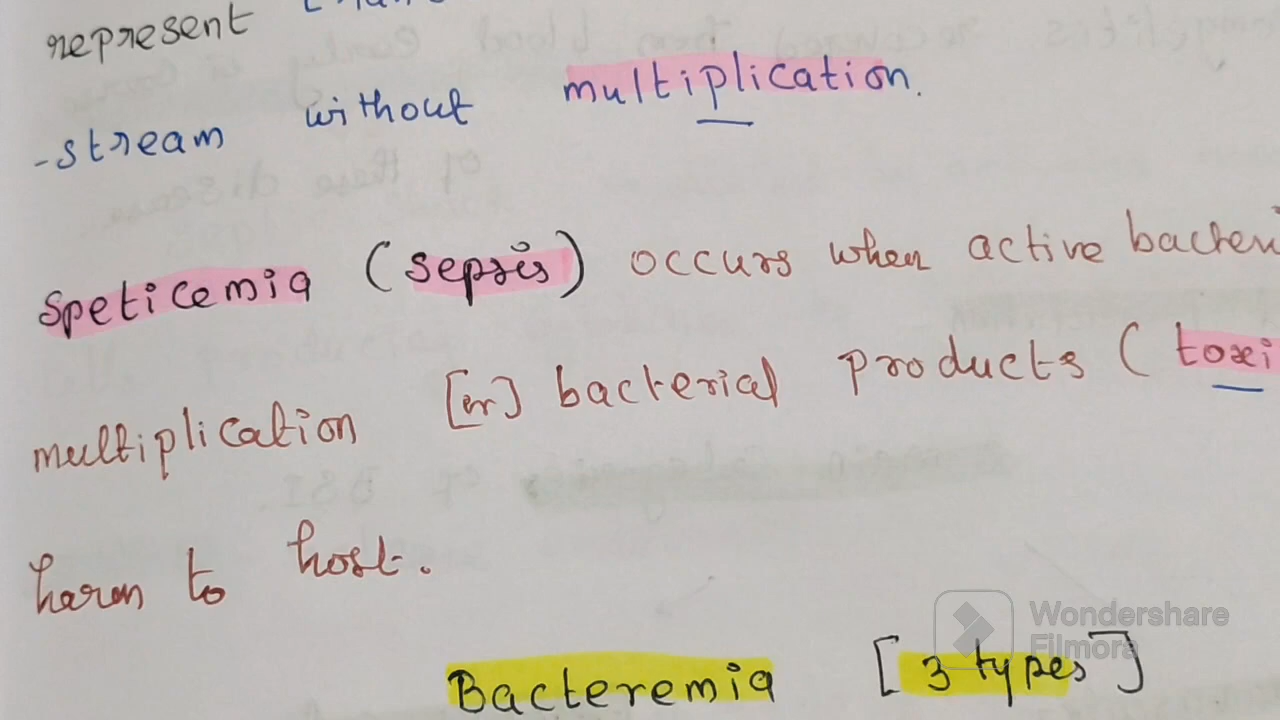 represent
-stream without multiplication.
Speticemia (sepsis) occurs when active bacteri
multiplication [or] bacterial products (toxi
harm to host.
Bacteremia [3 types]
Wondershare
Filmora